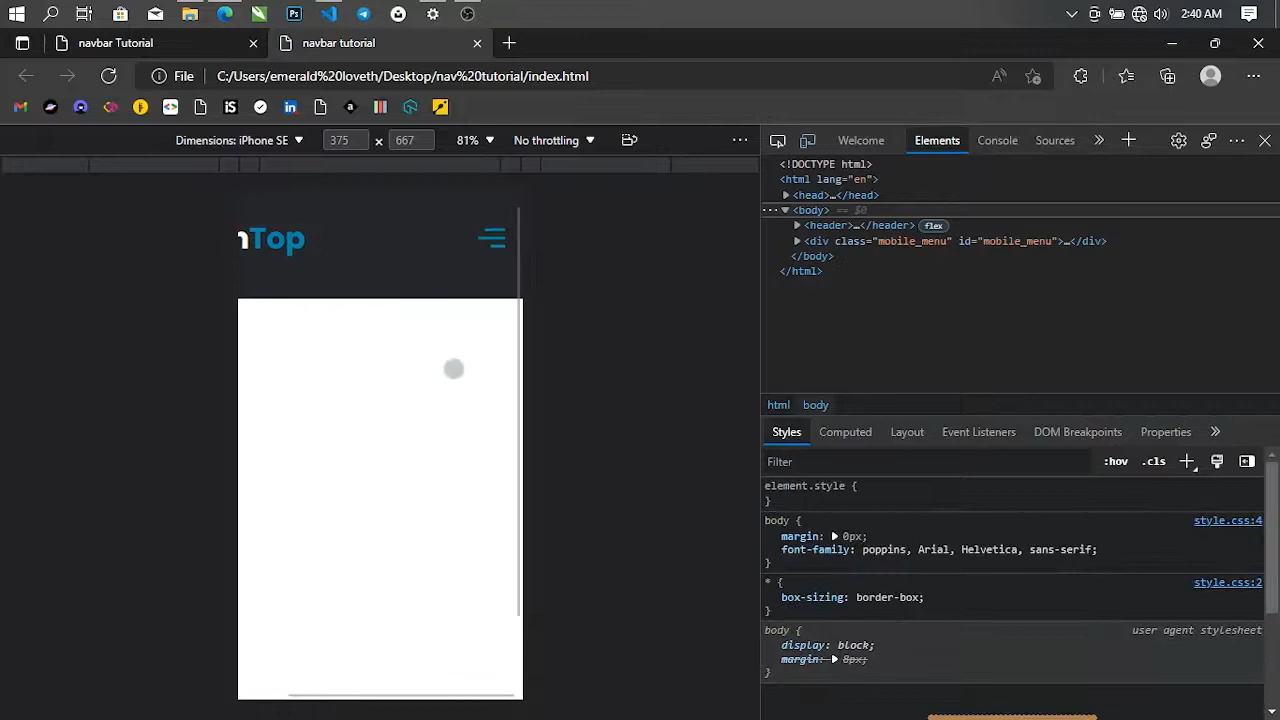 2:40 AM
navbar Tutorial
navbar tutorial
File
C:/Users/emerald%20loveth/Desktop/nav%20tutorial/index.html
Dimensions: iPhone SE
375
×
667
81%
No throttling
Welcome
Elements
Console
Sources
<!DOCTYPE html>
<html lang="en">
<head>…</head>
<body> == $0
<header>…</header>
flex
<div class="mobile_menu" id="mobile_menu">…</div>
</body>
</html>
nTop
html
body
Styles
Computed
Layout
Event Listeners
DOM Breakpoints
Properties
Filter
:hov
.cls
element.style {
}
body {
style.css:4
margin: 0px;
font-family: poppins, Arial, Helvetica, sans-serif;
}
* {
style.css:2
box-sizing: border-box;
}
body {
user agent stylesheet
display: block;
margin: 8px;
}